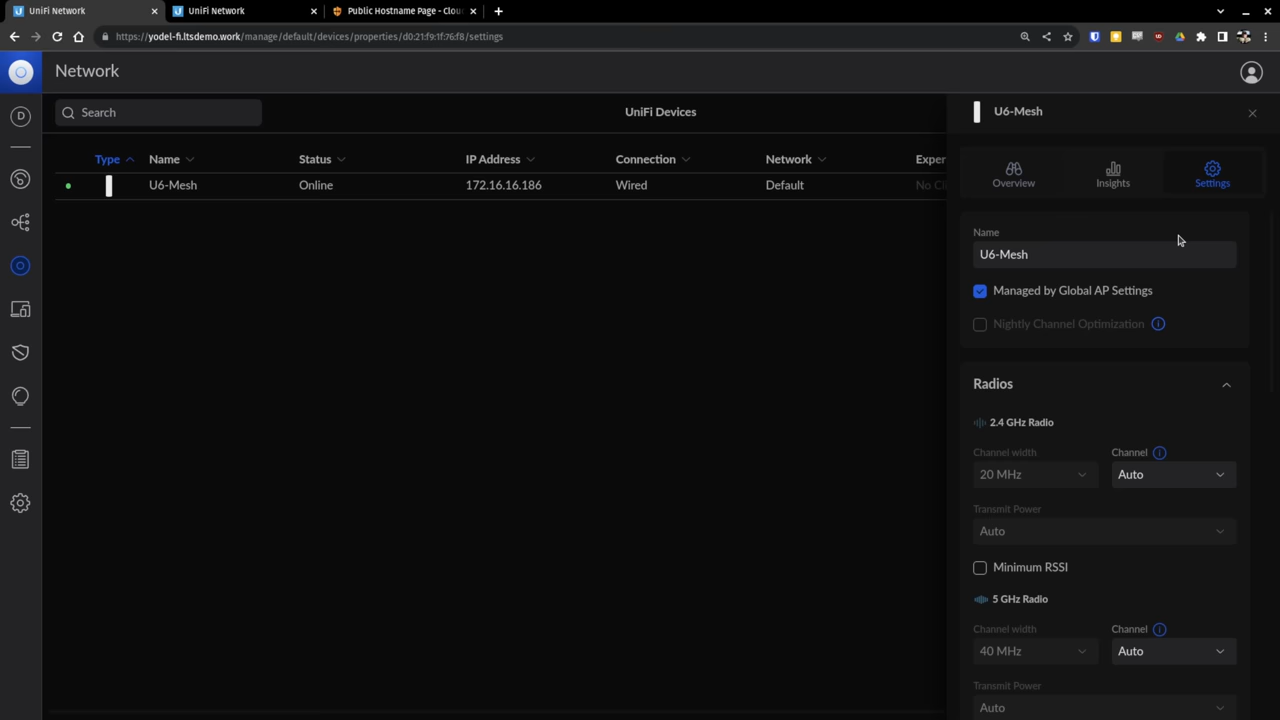 UniFi Network
UniFi Network
Public Hostname Page - Clou
https://yodel-fi.ltsdemo.work/manage/default/devices/properties/d0:21:f9:1f:76:f8/settings
Network
D
Search
UniFi Devices
U6-Mesh
Type Name Status IP Address Connection Network Exper
U6-Mesh Online 172.16.16.186 Wired Default No Cl
Overview Insights Settings
Name
U6-Mesh
Managed by Global AP Settings
Nightly Channel Optimization
Radios
2.4 GHz Radio
Channel width Channel
20 MHz Auto
Transmit Power
Auto
Minimum RSSI
5 GHz Radio
Channel width Channel
40 MHz Auto
Transmit Power
Auto